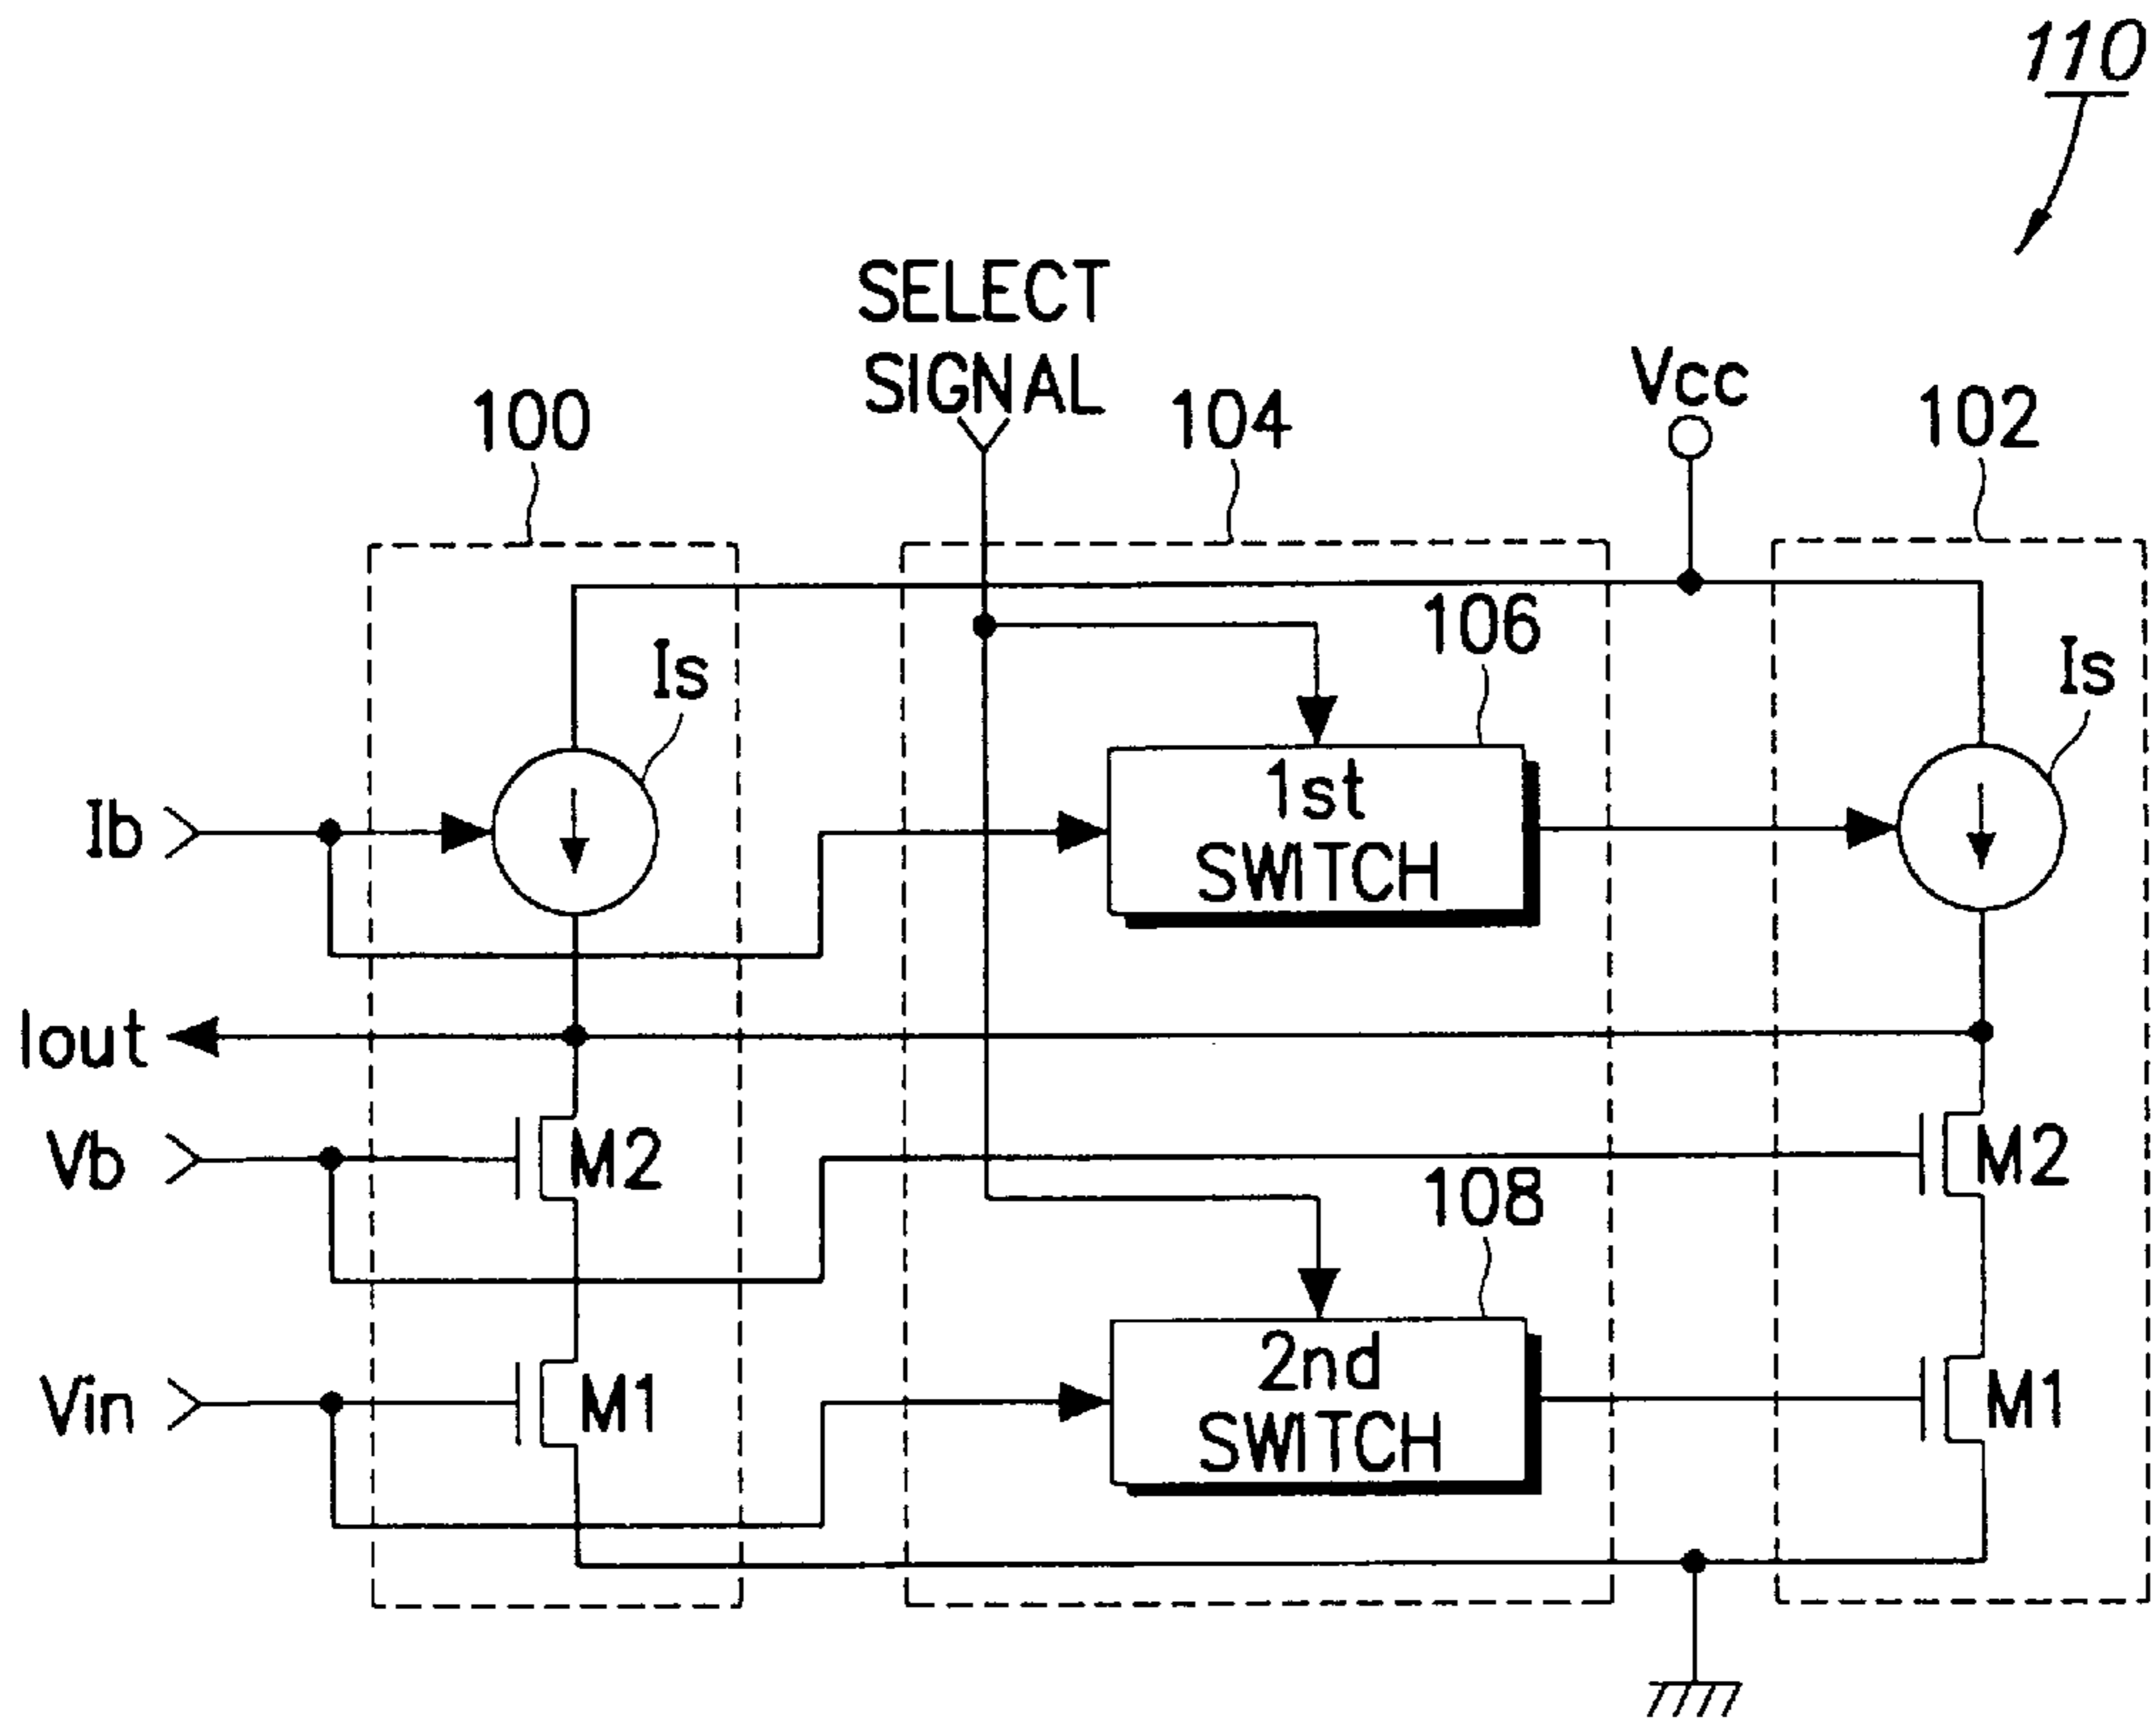 110
SELECT
SIGNAL
Vcc
100
104
102
106
Is
Is
1st
SWITCH
Ib
Iout
Vb
M2
M2
108
2nd
SWITCH
Vin
M1
M1